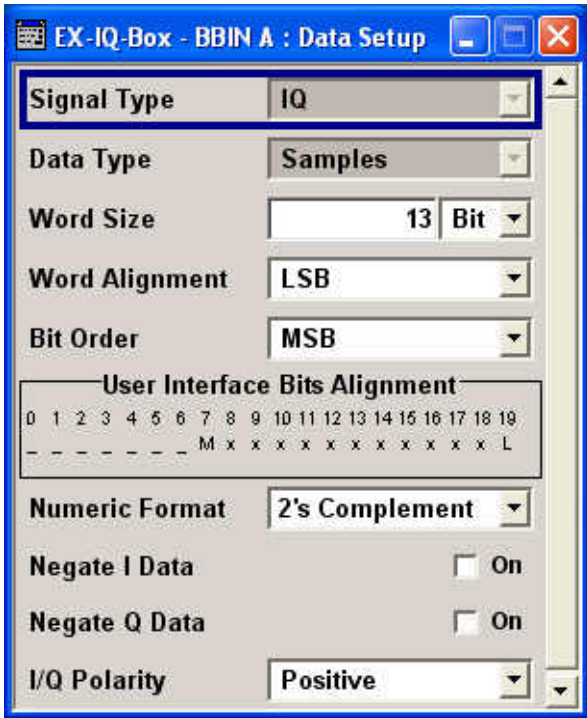 EX-IQ-Box - BBIN A : Data Setup
Signal Type IQ
Data Type Samples
Word Size 13 Bit
Word Alignment LSB
Bit Order MSB
User Interface Bits Alignment
0 1 2 3 4 5 6 7 8 9 10 11 12 13 14 15 16 17 18 19
_ _ _ _ _ _ _ M x x x x x x x x x x x L
Numeric Format 2's Complement
Negate I Data On
Negate Q Data On
I/Q Polarity Positive